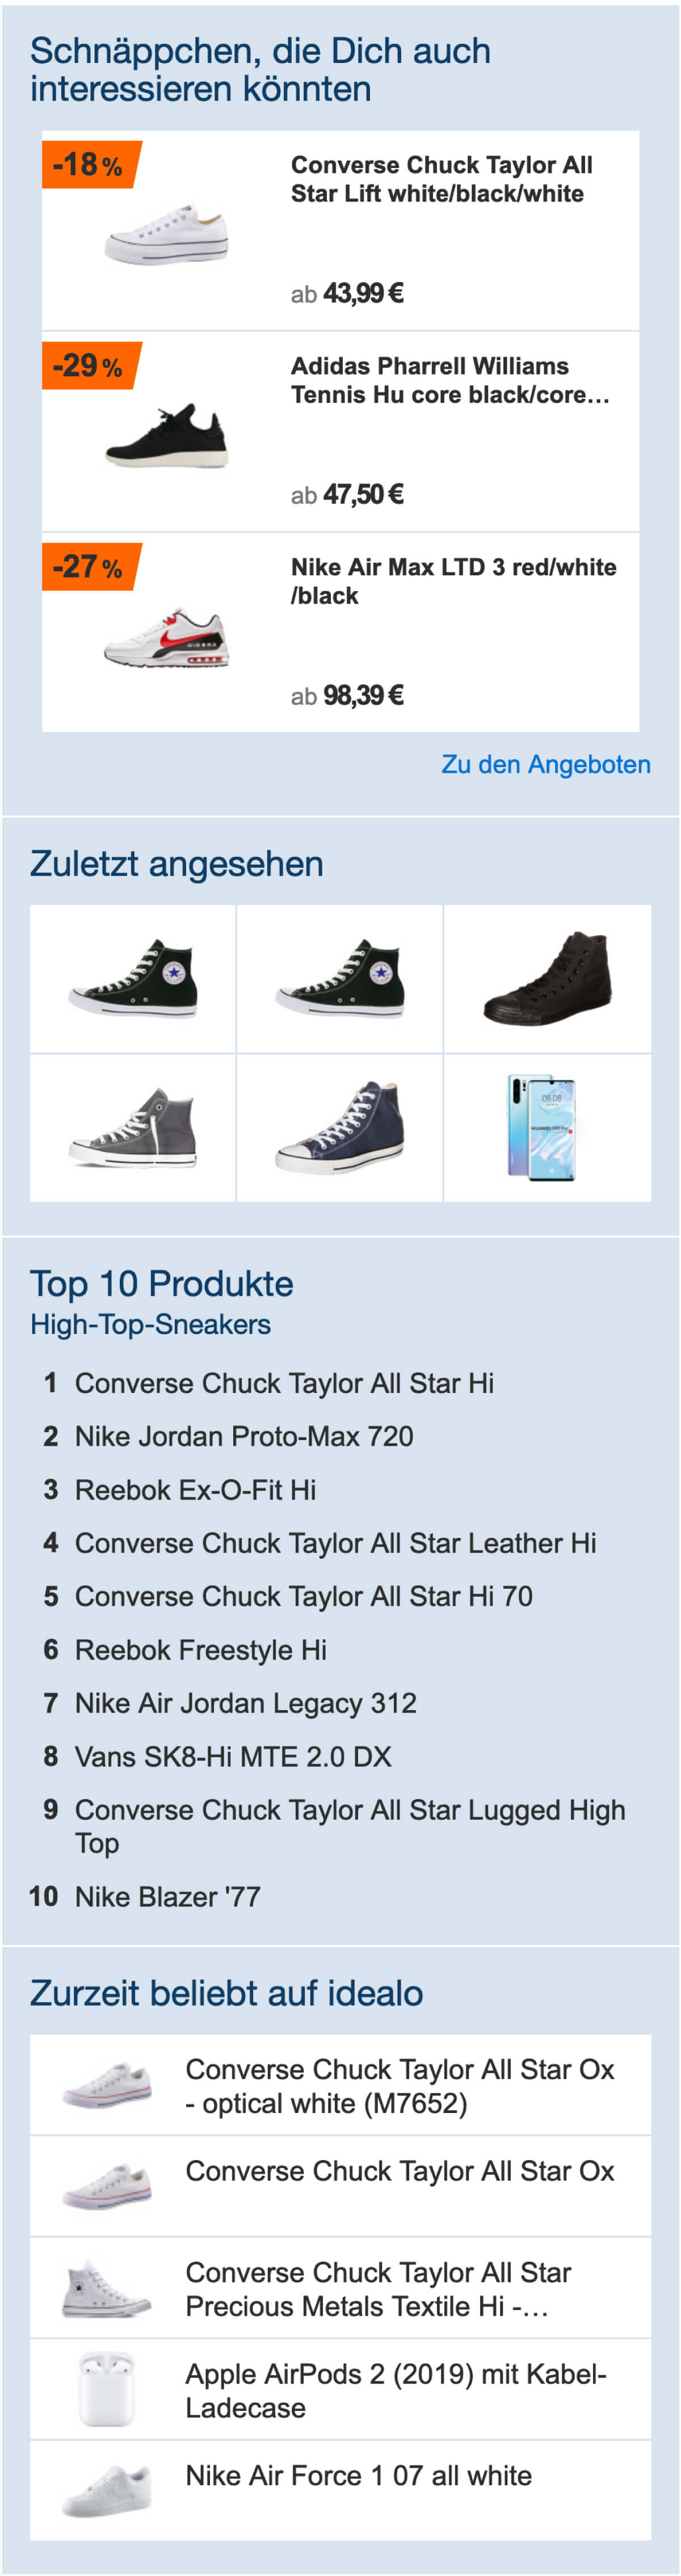 Schnäppchen, die Dich auch
interessieren könnten
-18 %
Converse Chuck Taylor All
Star Lift white/black/white
ab 43,99 €
-29 %
Adidas Pharrell Williams
Tennis Hu core black/core...
ab 47,50 €
-27 %
Nike Air Max LTD 3 red/white
/black
AIR MAX
ab 98,39 €
Zu den Angeboten
Zuletzt angesehen
08:08
HUAWEI
Top 10 Produkte
High-Top-Sneakers
1 Converse Chuck Taylor All Star Hi
2 Nike Jordan Proto-Max 720
3 Reebok Ex-O-Fit Hi
4 Converse Chuck Taylor All Star Leather Hi
5 Converse Chuck Taylor All Star Hi 70
6 Reebok Freestyle Hi
7 Nike Air Jordan Legacy 312
8 Vans SK8-Hi MTE 2.0 DX
9 Converse Chuck Taylor All Star Lugged High
Top
10 Nike Blazer '77
Zurzeit beliebt auf idealo
Converse Chuck Taylor All Star Ox
- optical white (M7652)
Converse Chuck Taylor All Star Ox
Converse Chuck Taylor All Star
Precious Metals Textile Hi -...
Apple AirPods 2 (2019) mit Kabel-
Ladecase
Nike Air Force 1 07 all white